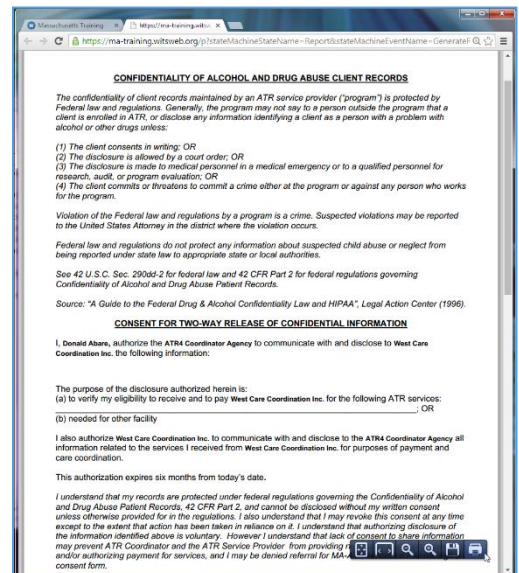 Massachusetts Training
https://ma-training.wits
https://ma-training.witsweb.org/p?stateMachineStateName=Report&stateMachineEventName=GenerateF
CONFIDENTIALITY OF ALCOHOL AND DRUG ABUSE CLIENT RECORDS
The confidentiality of client records maintained by an ATR service provider ("program") is protected by
Federal law and regulations. Generally, the program may not say to a person outside the program that a
client is enrolled in ATR, or disclose any information identifying a client as a person with a problem with
alcohol or other drugs unless:
(1) The client consents in writing; OR
(2) The disclosure is allowed by a court order; OR
(3) The disclosure is made to medical personnel in a medical emergency or to a qualified personnel for
research, audit, or program evaluation; OR
(4) The client commits or threatens to commit a crime either at the program or against any person who works
for the program.
Violation of the Federal law and regulations by a program is a crime. Suspected violations may be reported
to the United States Attorney in the district where the violation occurs.
Federal law and regulations do not protect any information about suspected child abuse or neglect from
being reported under state law to appropriate state or local authorities.
See 42 U.S.C. Sec. 290dd-2 for federal law and 42 CFR Part 2 for federal regulations governing
Confidentiality of Alcohol and Drug Abuse Patient Records.
Source: "A Guide to the Federal Drug & Alcohol Confidentiality Law and HIPAA", Legal Action Center (1996).
CONSENT FOR TWO-WAY RELEASE OF CONFIDENTIAL INFORMATION
I, Donald Abare, authorize the ATR4 Coordinator Agency to communicate with and disclose to West Care
Coordination Inc. the following information:
The purpose of the disclosure authorized herein is:
(a) to verify my eligibility to receive and to pay West Care Coordination Inc. for the following ATR services:
; OR
(b) needed for other facility
I also authorize West Care Coordination Inc. to communicate with and disclose to the ATR4 Coordinator Agency all
information related to the services I received from West Care Coordination Inc. for purposes of payment and
care coordination.
This authorization expires six months from today's date.
I understand that my records are protected under federal regulations governing the Confidentiality of Alcohol
and Drug Abuse Patient Records, 42 CFR Part 2, and cannot be disclosed without my written consent
unless otherwise provided for in the regulations. I also understand that I may revoke this consent at any time
except to the extent that action has been taken in reliance on it. I understand that authorizing disclosure of
the information identified above is voluntary. However I understand that lack of consent to share information
may prevent ATR Coordinator and the ATR Service Provider from providing
and/or authorizing payment for services, and I may be denied referral for MA-
consent form.